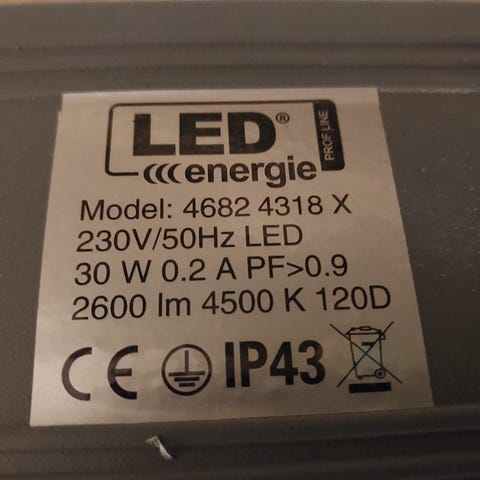 LED®
energie
PROF LINE
Model: 4682 4318 X
230V/50Hz LED
30 W 0.2 A PF>0.9
2600 lm 4500 K 120D
CE IP43